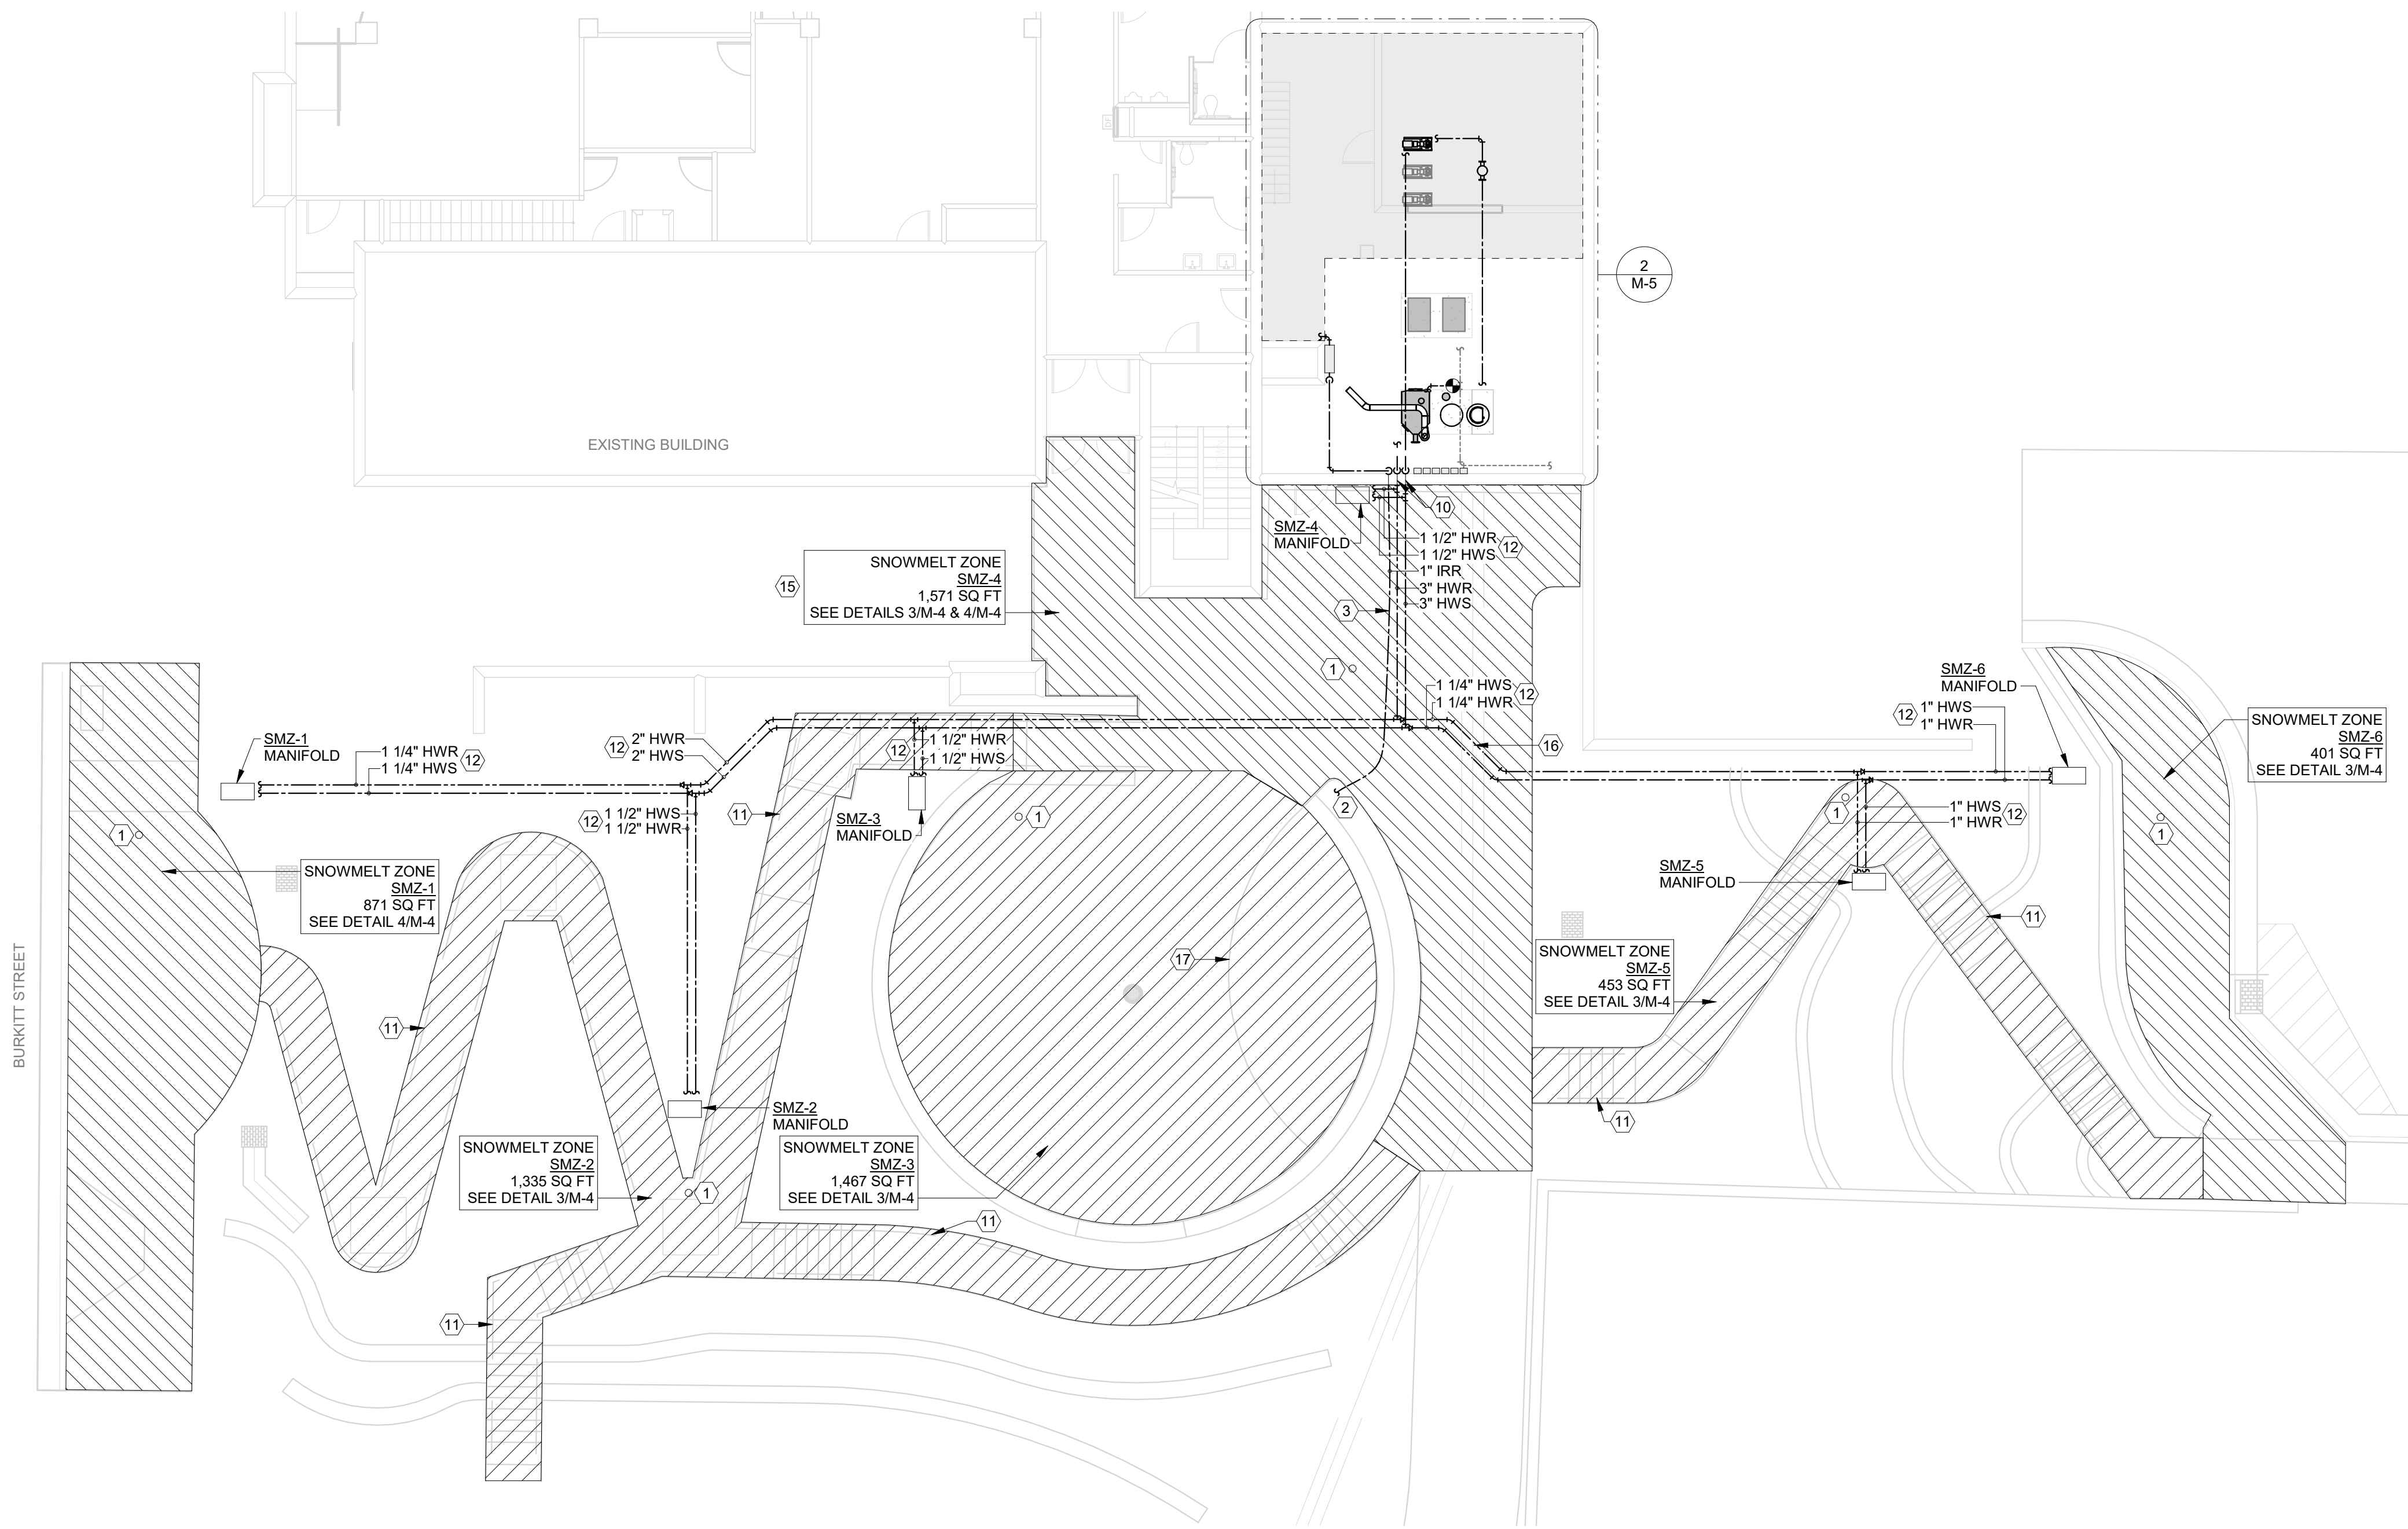 2
M-5
EXISTING BUILDING
10
SMZ-4
MANIFOLD
1 1/2" HWR
1 1/2" HWS
12
1" IRR
3" HWR
3" HWS
3
15
SNOWMELT ZONE
SMZ-4
1,571 SQ FT
SEE DETAILS 3/M-4 & 4/M-4
1
1 1/4" HWS
1 1/4" HWR
12
16
SMZ-6
MANIFOLD
12
1" HWS
1" HWR
SNOWMELT ZONE
SMZ-6
401 SQ FT
SEE DETAIL 3/M-4
SMZ-1
MANIFOLD
1 1/4" HWR
1 1/4" HWS
12
12
2" HWR
2" HWS
12
1 1/2" HWR
1 1/2" HWS
12
1 1/2" HWS
1 1/2" HWR
11
SMZ-3
MANIFOLD
1
2
1
1" HWS
1" HWR
12
1
1
SNOWMELT ZONE
SMZ-1
871 SQ FT
SEE DETAIL 4/M-4
SMZ-5
MANIFOLD
11
17
SNOWMELT ZONE
SMZ-5
453 SQ FT
SEE DETAIL 3/M-4
BURKITT STREET
11
SMZ-2
MANIFOLD
11
SNOWMELT ZONE
SMZ-2
1,335 SQ FT
SEE DETAIL 3/M-4
1
SNOWMELT ZONE
SMZ-3
1,467 SQ FT
SEE DETAIL 3/M-4
11
11